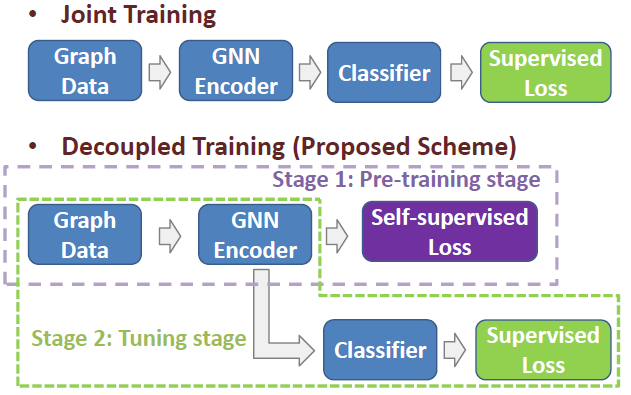 • Joint Training
Graph Data
GNN Encoder
Classifier
Supervised Loss
• Decoupled Training (Proposed Scheme)
Stage 1: Pre-training stage
Graph Data
GNN Encoder
Self-supervised Loss
Stage 2: Tuning stage
Classifier
Supervised Loss